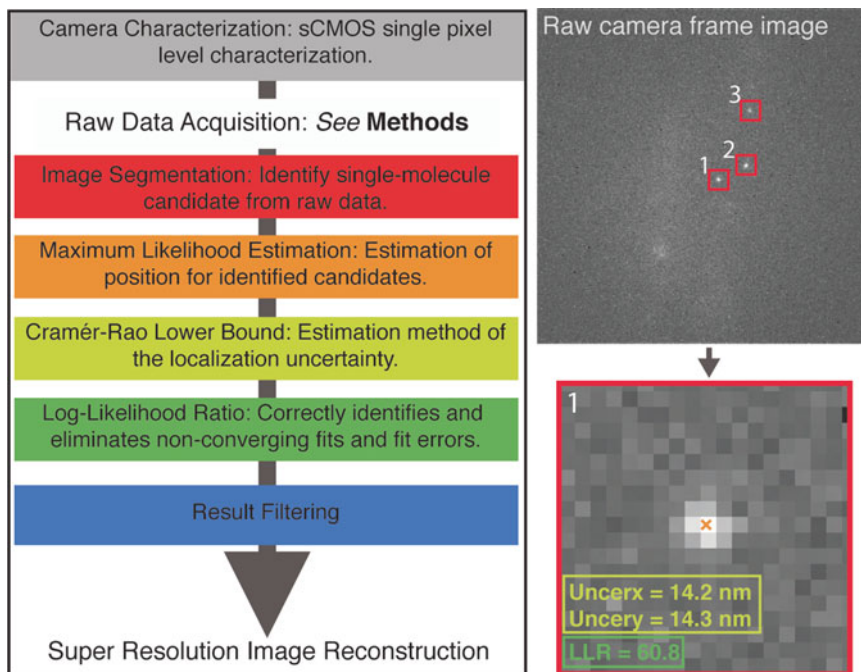 Camera Characterization: sCMOS single pixel
level characterization.
Raw Data Acquisition: See Methods
Image Segmentation: Identify single-molecule
candidate from raw data.
Maximum Likelihood Estimation: Estimation of
position for identified candidates.
Cramér-Rao Lower Bound: Estimation method of
the localization uncertainty.
Log-Likelihood Ratio: Correctly identifies and
eliminates non-converging fits and fit errors.
Result Filtering
Super Resolution Image Reconstruction
Raw camera frame image
3
2
1
1
Uncerx = 14.2 nm
Uncery = 14.3 nm
LLR = 60.8